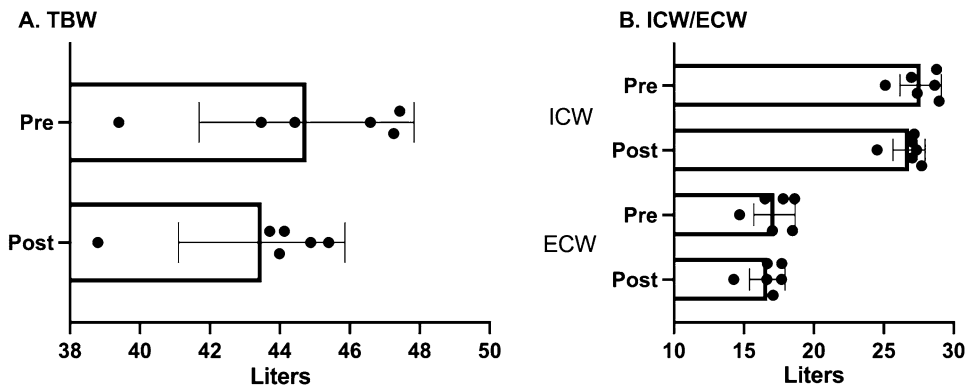 A. TBW
Pre
Post
38 40 42 44 46 48 50
Liters
B. ICW/ECW
ICW
Pre
Post
ECW
Pre
Post
10 15 20 25 30
Liters